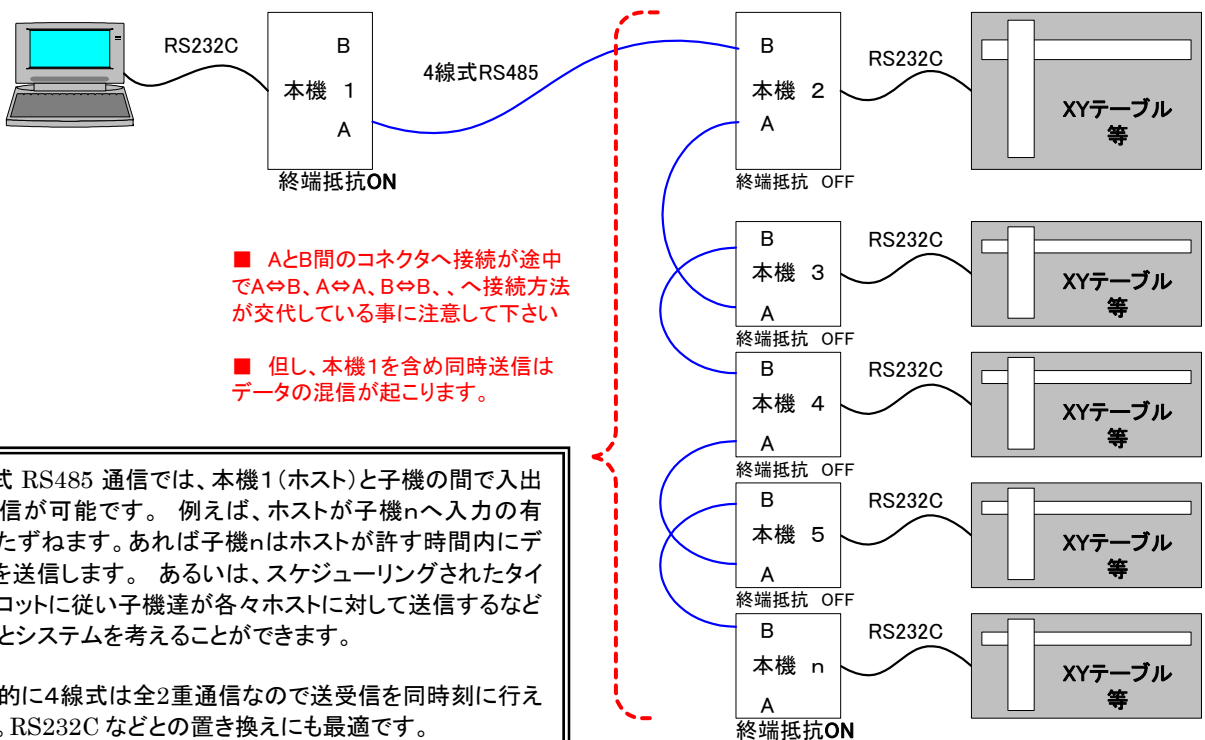 RS232C
B
本機 1
A
終端抵抗ON
4線式RS485
B
本機 2
A
終端抵抗 OFF
RS232C
XYテーブル
等
B
本機 3
A
終端抵抗 OFF
RS232C
XYテーブル
等
B
本機 4
A
終端抵抗 OFF
RS232C
XYテーブル
等
B
本機 5
A
終端抵抗 OFF
RS232C
XYテーブル
等
B
本機 n
A
終端抵抗ON
RS232C
XYテーブル
等
■ AとB間のコネクタへ接続が途中
でA⇔B、A⇔A、B⇔B、、へ接続方法
が交代している事に注意して下さい
■ 但し、本機1を含め同時送信は
データの混信が起こります。
式 RS485 通信では、本機1(ホスト)と子機の間で入出
信が可能です。 例えば、ホストが子機nへ入力の有
たずねます。あれば子機nはホストが許す時間内にデ
を送信します。 あるいは、スケジューリングされたタイ
コットに従い子機達が各々ホストに対して送信するなど
とシステムを考えることができます。
的に4線式は全2重通信なので送受信を同時刻に行え
。RS232C などとの置き換えにも最適です。